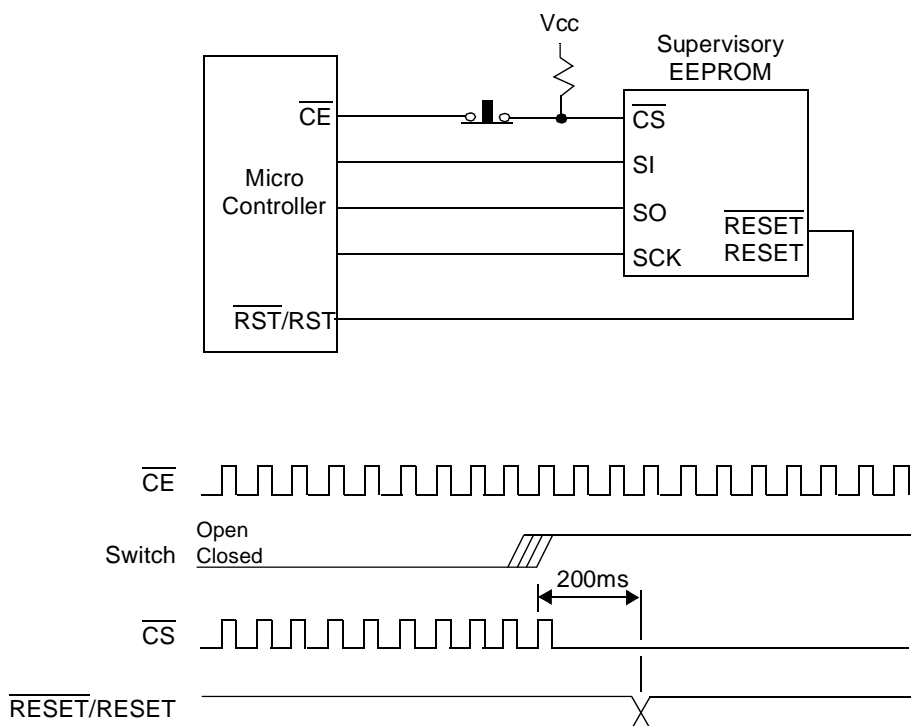 Vcc
Supervisory
EEPROM
CE
CS
SI
Micro
Controller
SO
RESET
RESET
SCK
RST/RST
CE
Open
Switch
Closed
200ms
CS
RESET/RESET